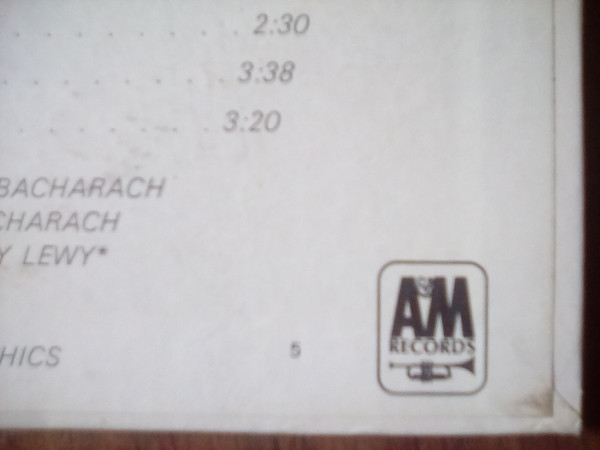 . . . . . . . . . 2:30
. . . . . . . . 3:38
. . . . . . . . 3:20
BACHARACH
CHARACH
Y LEWY*
HICS
5
A&M
RECORDS